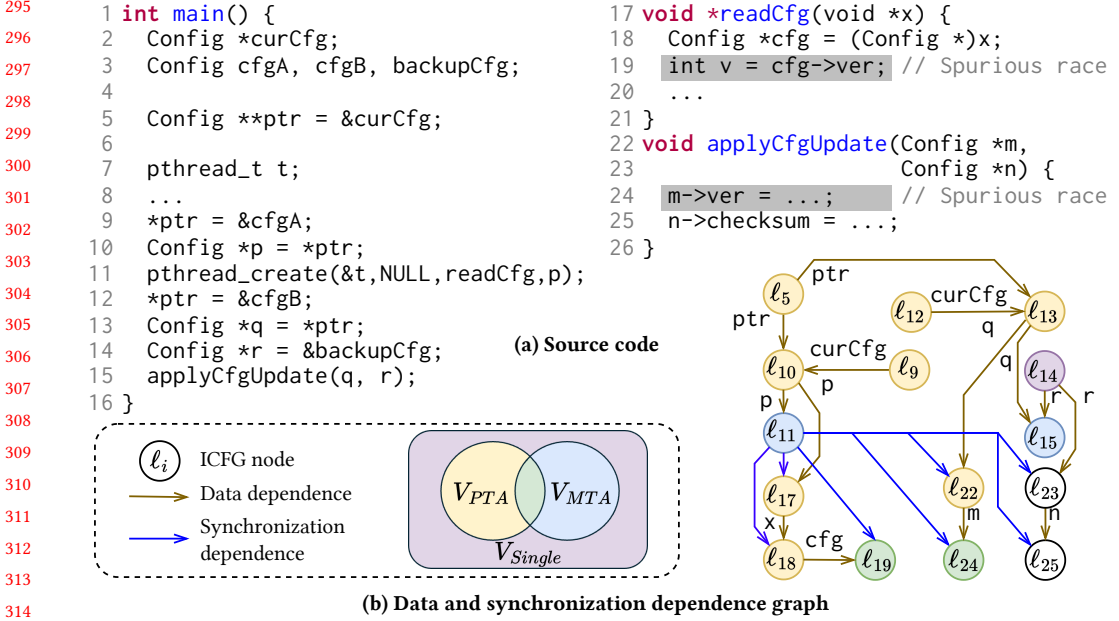 295
296
297
298
299
300
301
302
303
304
305
306
307
308
309
310
311
312
313
314
1 int main() {
2 Config *curCfg;
3 Config cfgA, cfgB, backupCfg;
4
5 Config **ptr = &curCfg;
6
7 pthread_t t;
8 ...
9 *ptr = &cfgA;
10 Config *p = *ptr;
11 pthread_create(&t,NULL,readCfg,p);
12 *ptr = &cfgB;
13 Config *q = *ptr;
14 Config *r = &backupCfg;
15 applyCfgUpdate(q, r);
16 }
17 void *readCfg(void *x) {
18 Config *cfg = (Config *)x;
19 int v = cfg->ver; // Spurious race
20 ...
21 }
22 void applyCfgUpdate(Config *m,
23 Config *n) {
24 m->ver = ...; // Spurious race
25 n->checksum = ...;
26 }
(a) Source code
ptr
ℓ5
curCfg
ℓ12
ℓ13
ptr
q
curCfg
ℓ10
ℓ9
q
ℓ14
p
p
r
r
ℓ11
ℓ15
ℓ17
ℓ22
ℓ23
x
m
n
cfg
ℓ18
ℓ19
ℓ24
ℓ25
ℓi ICFG node
Data dependence
Synchronization
dependence
V_PTA
V_MTA
V_Single
(b) Data and synchronization dependence graph